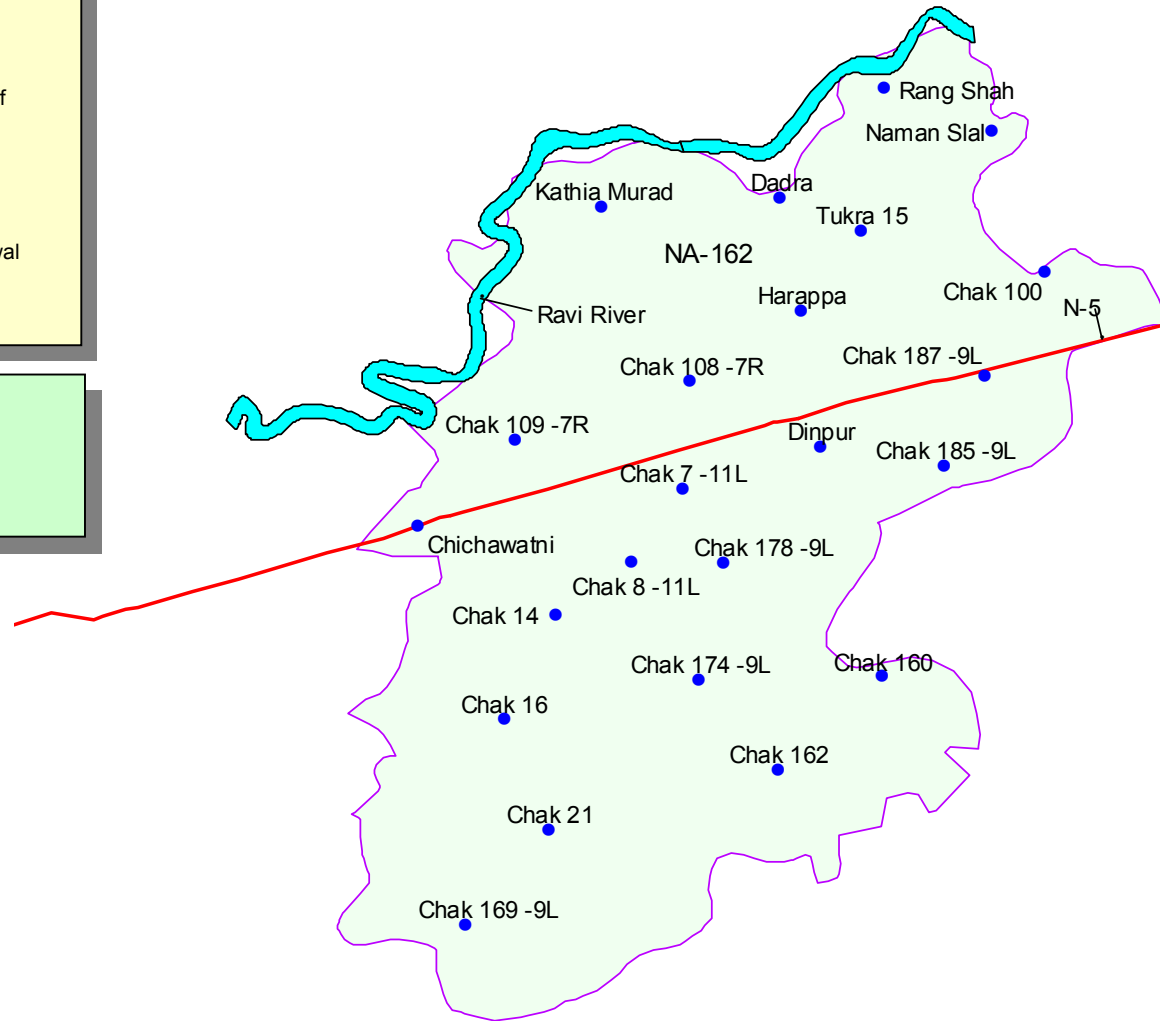 f
val
Rang Shah
Naman Slal
Dadra
Kathia Murad
Tukra 15
NA-162
Chak 100
Harappa
N-5
Ravi River
Chak 187 -9L
Chak 108 -7R
Chak 109 -7R
Dinpur
Chak 185 -9L
Chak 7 -11L
Chichawatni
Chak 178 -9L
Chak 8 -11L
Chak 14
Chak 174 -9L
Chak 160
Chak 16
Chak 162
Chak 21
Chak 169 -9L